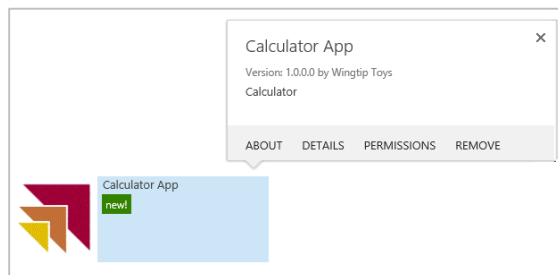 Calculator App
Version: 1.0.0.0 by Wingtip Toys
Calculator
ABOUT DETAILS PERMISSIONS REMOVE
Calculator App
new!